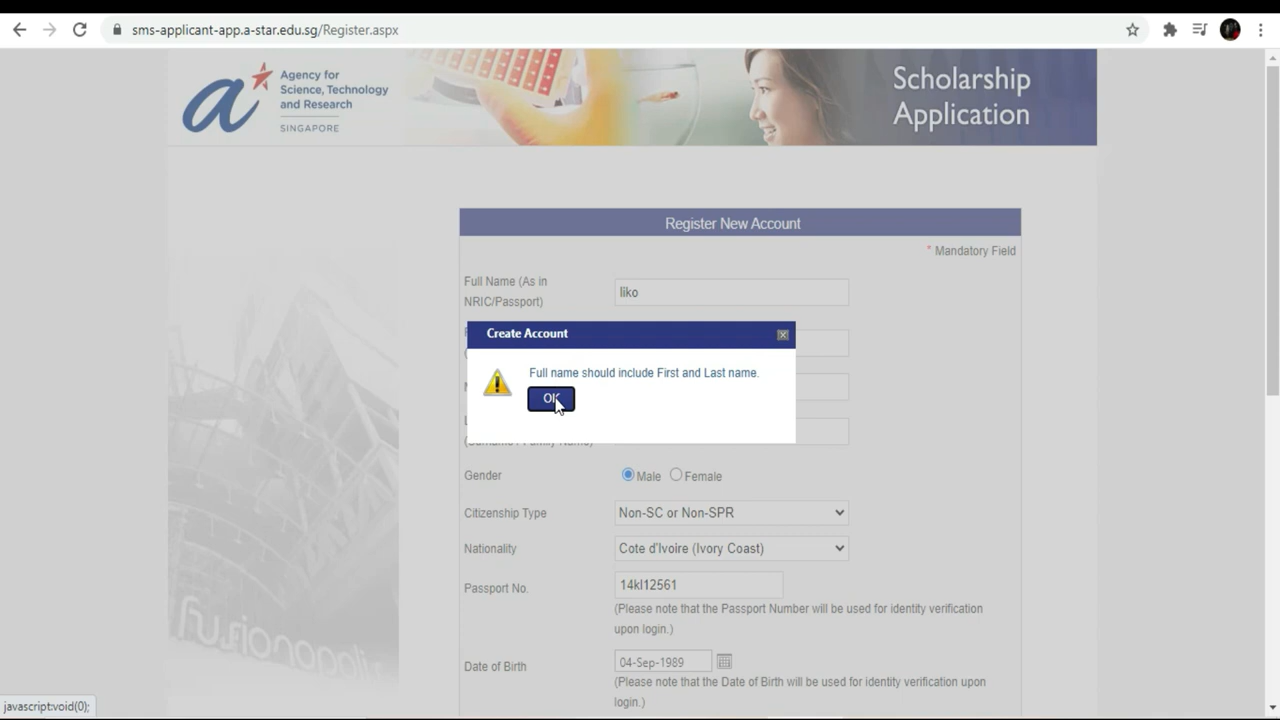 sms-applicant-app.a-star.edu.sg/Register.aspx
Agency for
Science, Technology
and Research
SINGAPORE
Scholarship
Application
Register New Account
* Mandatory Field
Full Name (As in
NRIC/Passport)
liko
Create Account
Full name should include First and Last name.
OK
Gender
Male
Female
Citizenship Type
Non-SC or Non-SPR
Nationality
Cote d'Ivoire (Ivory Coast)
Passport No.
14kl12561
(Please note that the Passport Number will be used for identity verification
upon login.)
Date of Birth
04-Sep-1989
(Please note that the Date of Birth will be used for identity verification upon
login.)
javascript:void(0);